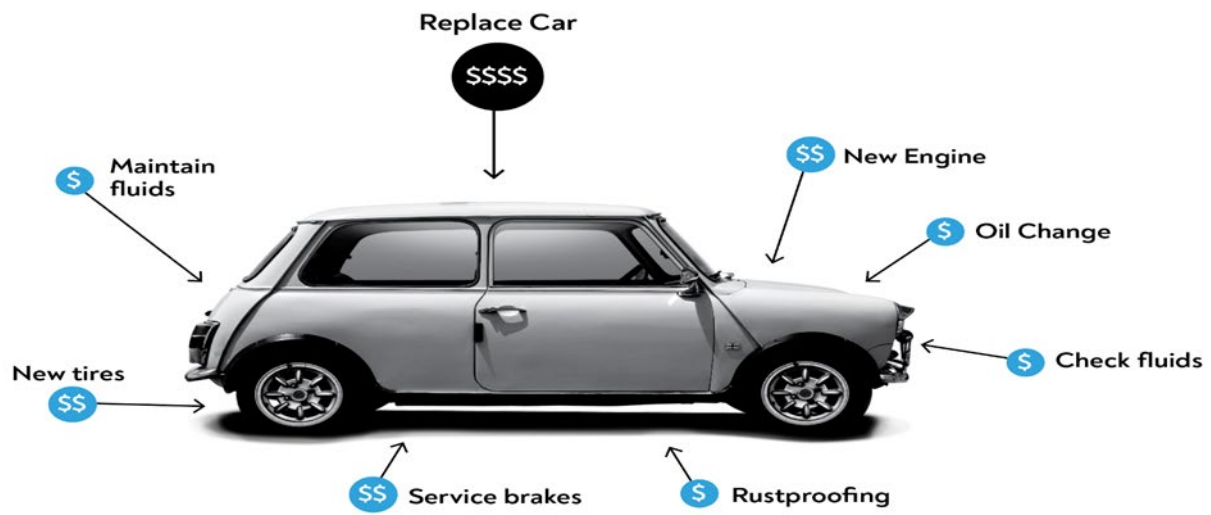 Replace Car
$$$$
$$ New Engine
$ Maintain
fluids
$ Oil Change
$ Check fluids
New tires
$$
$$ Service brakes
$ Rustproofing